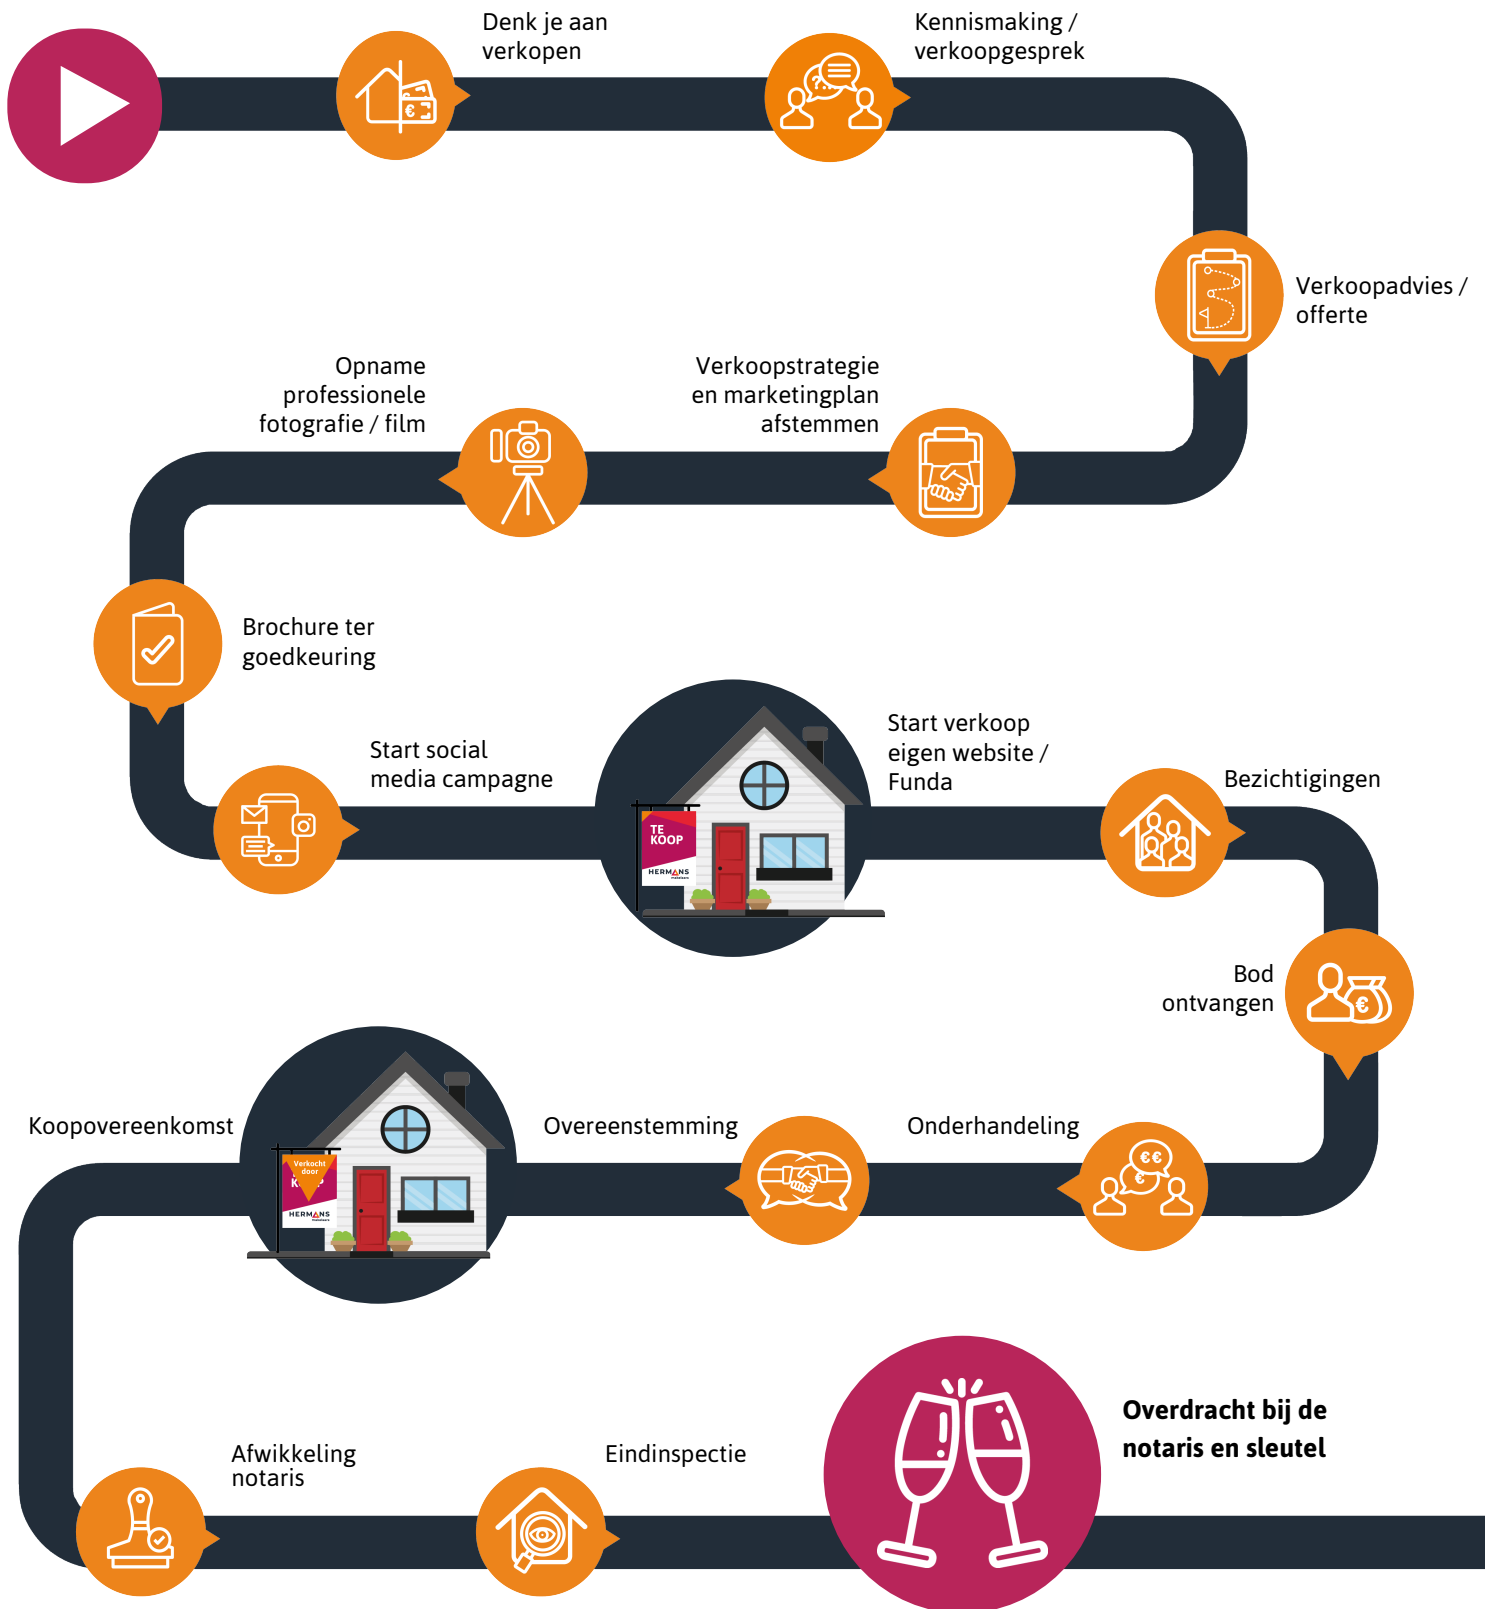 Denk je aan
verkopen
Kennismaking /
verkoopgesprek
Verkoopadvies /
offerte
Verkoopstrategie
en marketingplan
afstemmen
Opname
professionele
fotografie / film
Brochure ter
goedkeuring
Start social
media campagne
TE
KOOP
HERMANS
makelaars
Start verkoop
eigen website /
Funda
Bezichtigingen
Bod
ontvangen
Onderhandeling
Overeenstemming
Verkocht
door
HERMANS
makelaars
Koopovereenkomst
Afwikkeling
notaris
Eindinspectie
Overdracht bij de
notaris en sleutel